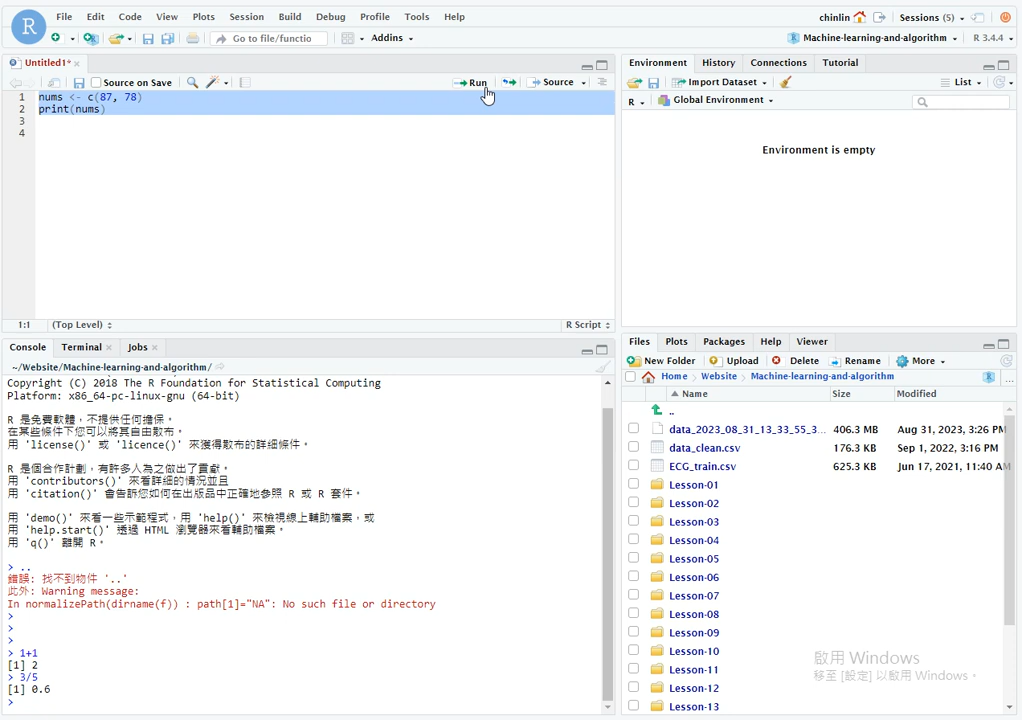 File Edit Code View Plots Session Build Debug Profile Tools Help
chinlin Sessions (5)
Go to file/functio Addins
Machine-learning-and-algorithm R 3.4.4
Untitled1*
Source on Save Run Source
1 nums <- c(87, 78)
2 print(nums)
3
4
1:1 (Top Level) R Script
Environment History Connections Tutorial
Import Dataset List
R Global Environment
Environment is empty
Console Terminal Jobs
~/Website/Machine-learning-and-algorithm/
Copyright (C) 2018 The R Foundation for Statistical Computing
Platform: x86_64-pc-linux-gnu (64-bit)
R 是免費軟體，不提供任何擔保。
在某些條件下您可以將其自由散布。
用 'license()' 或 'licence()' 來獲得散布的詳細條件。
R 是個合作計劃，有許多人為之做出了貢獻。
用 'contributors()' 來看詳細的情況並且
用 'citation()' 會告訴您如何在出版品中正確地參照 R 或 R 套件。
用 'demo()' 來看一些示範程式，用 'help()' 來檢視線上輔助檔案，或
用 'help.start()' 透過 HTML 瀏覽器來看輔助檔案。
用 'q()' 離開 R。
> ..
錯誤: 找不到物件 '..'
此外: Warning message:
In normalizePath(dirname(f)) : path[1]="NA": No such file or directory
>
>
>
> 1+1
[1] 2
> 3/5
[1] 0.6
>
Files Plots Packages Help Viewer
New Folder Upload Delete Rename More
Home Website Machine-learning-and-algorithm ...
Name Size Modified
..
data_2023_08_31_13_33_55_3... 406.3 MB Aug 31, 2023, 3:26 PM
data_clean.csv 176.3 KB Sep 1, 2022, 3:16 PM
ECG_train.csv 625.3 KB Jun 17, 2021, 11:40 AM
Lesson-01
Lesson-02
Lesson-03
Lesson-04
Lesson-05
Lesson-06
Lesson-07
Lesson-08
Lesson-09
Lesson-10
Lesson-11
Lesson-12
Lesson-13
啟用 Windows
移至 [設定] 以啟用 Windows。